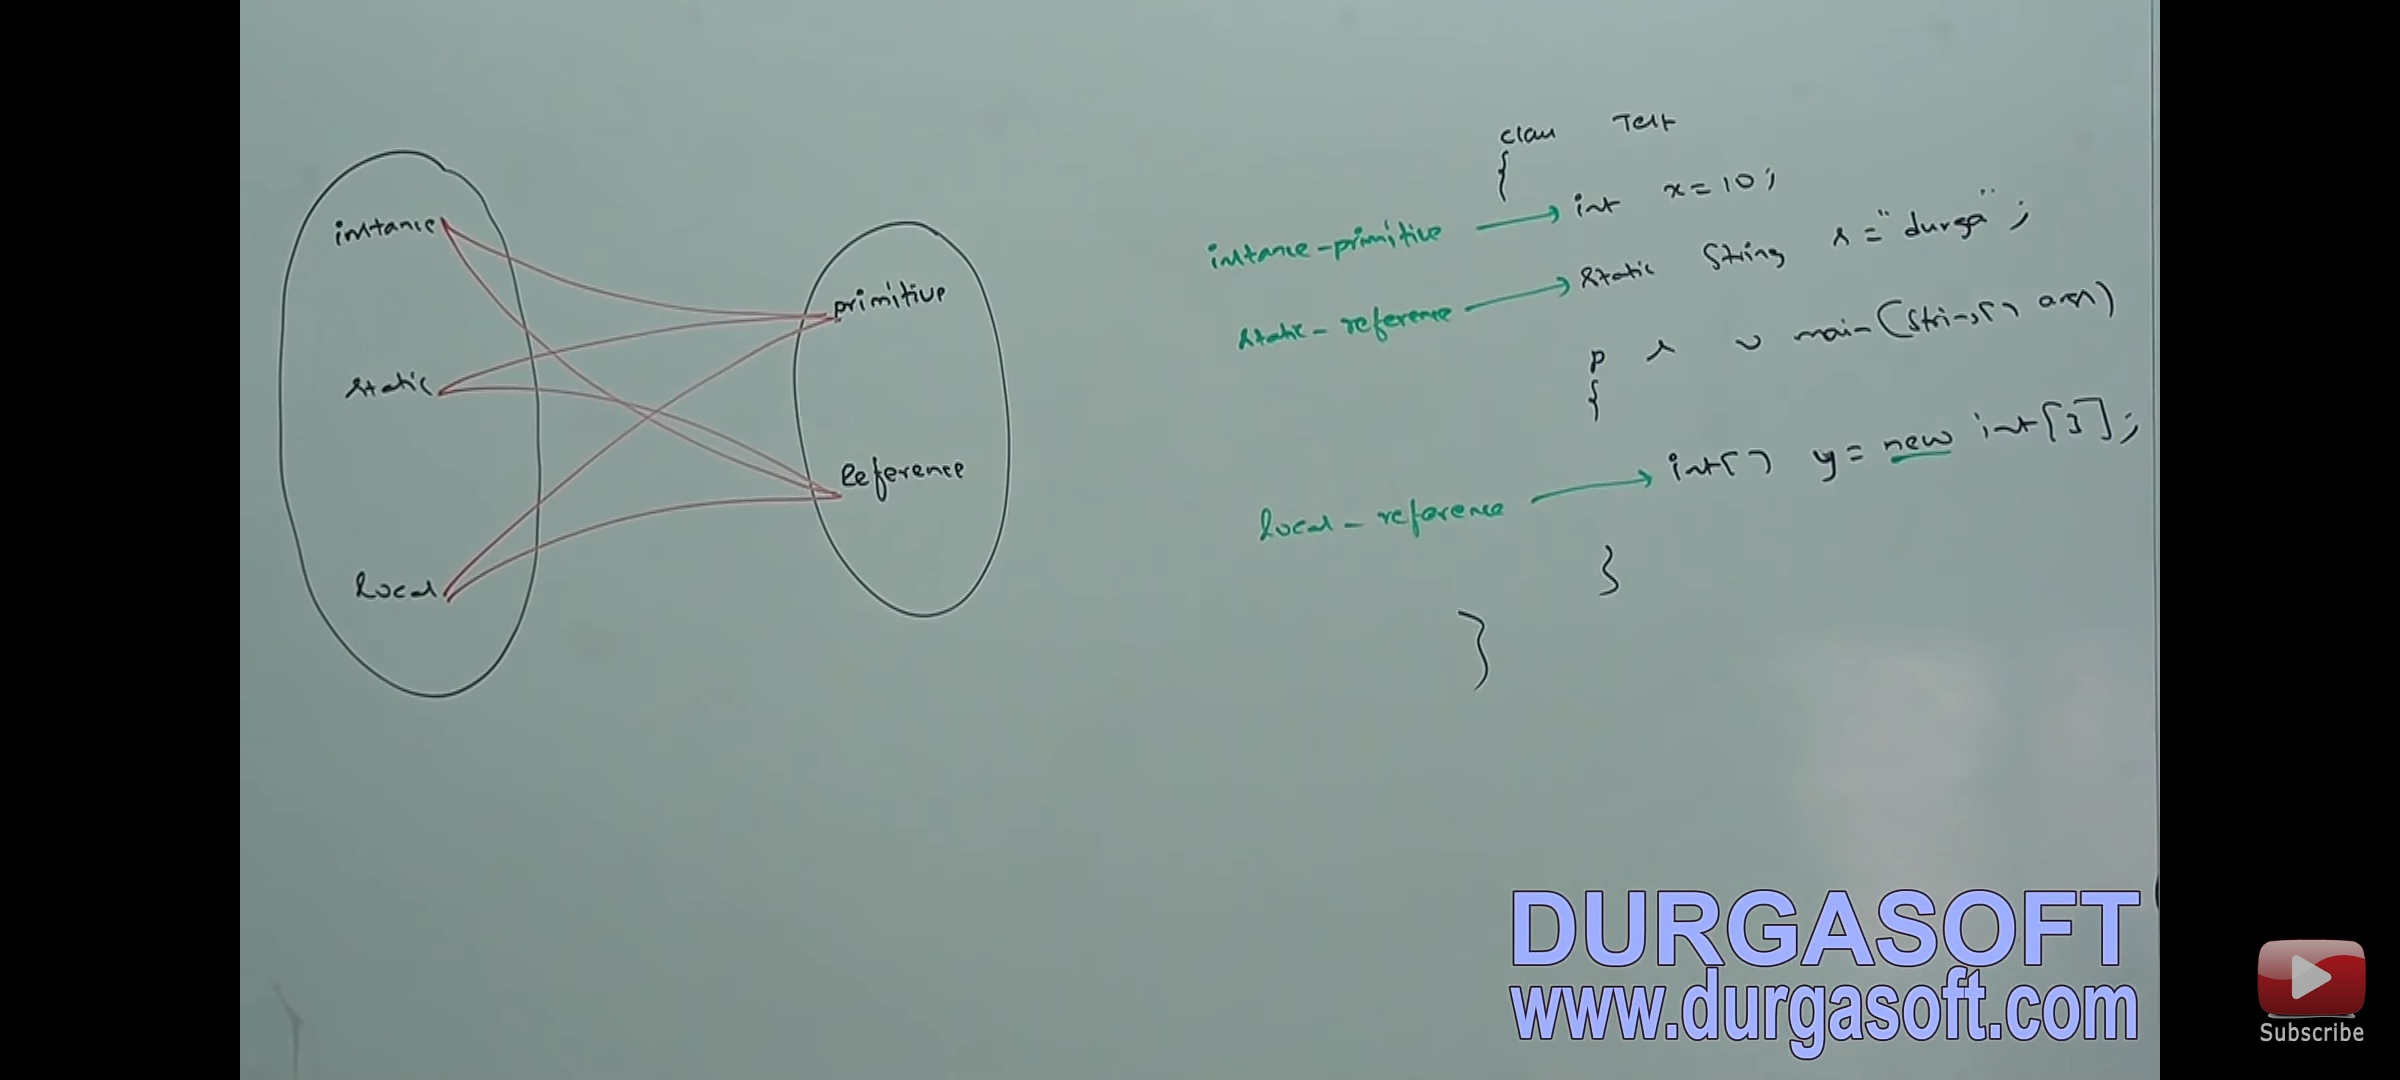 instance
static
local
primitive
Reference
class Test
{
instance-primitive → int x=10;
static-reference → static String s="durga";
p s v main(String[] args)
{
local-reference → int[] y = new int[3];
}
}
DURGASOFT
www.durgasoft.com
Subscribe